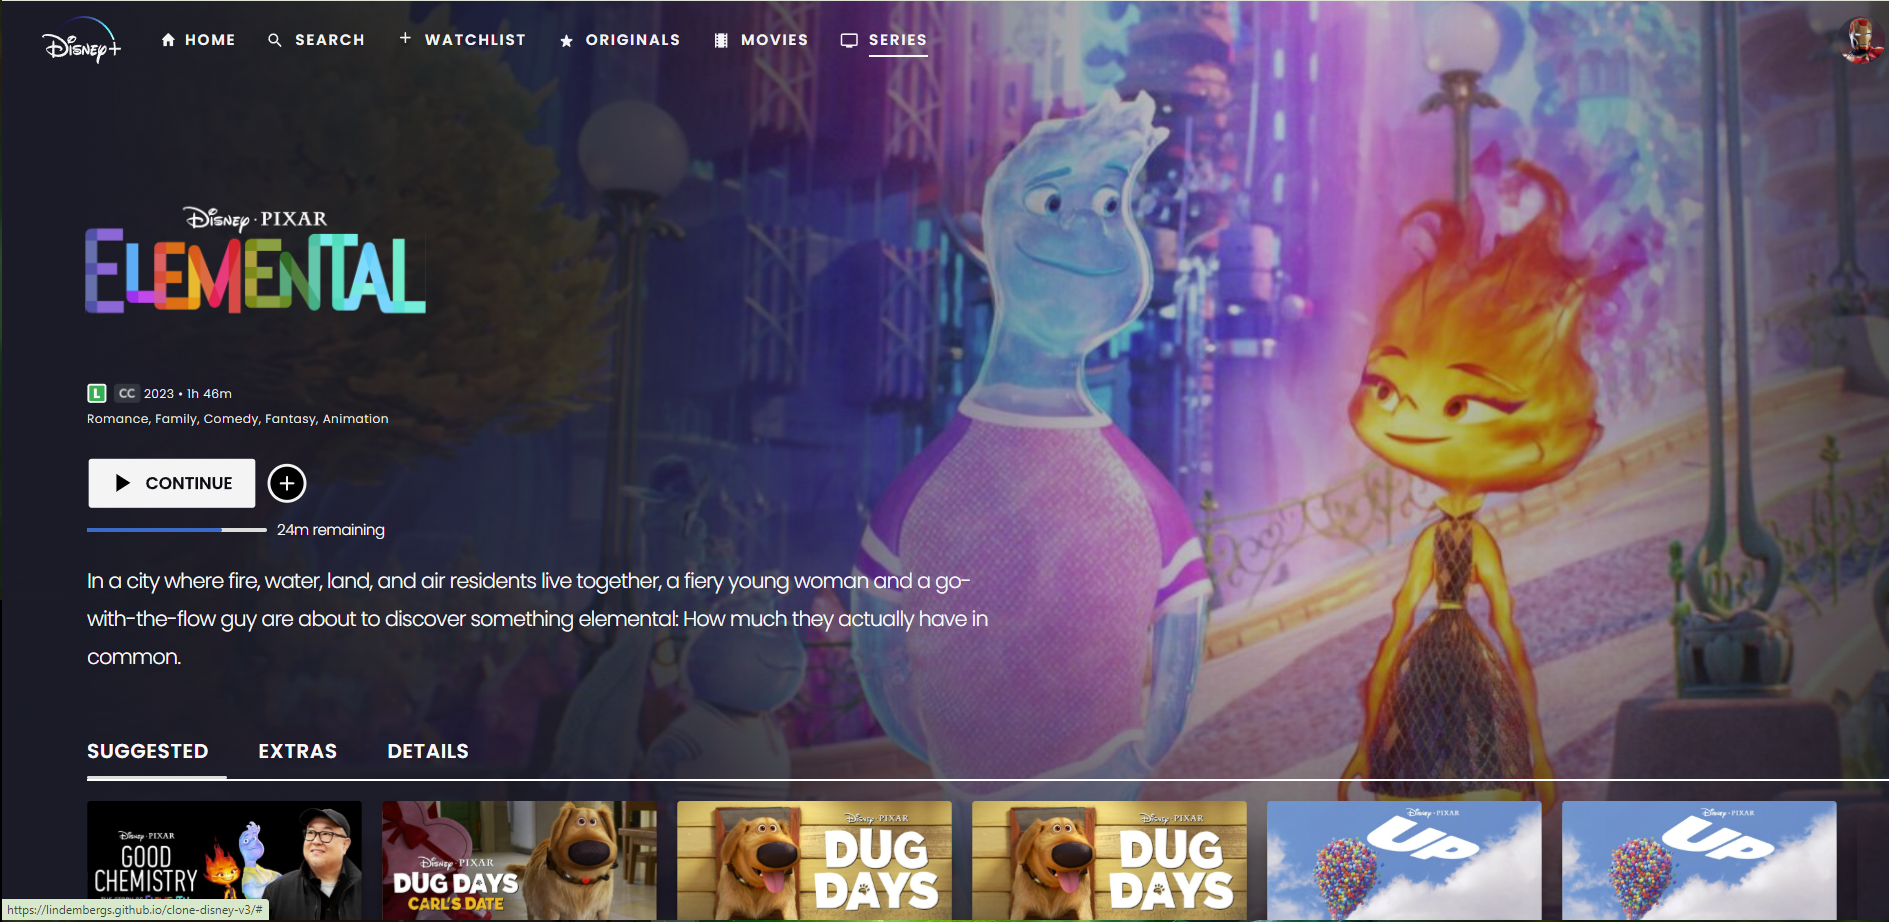 Disney+
HOME
SEARCH
WATCHLIST
ORIGINALS
MOVIES
SERIES
Disney · PIXAR
ELEMENTAL
L CC 2023 • 1h 46m
Romance, Family, Comedy, Fantasy, Animation
CONTINUE
24m remaining
In a city where fire, water, land, and air residents live together, a fiery young woman and a go-
with-the-flow guy are about to discover something elemental: How much they actually have in
common.
SUGGESTED
EXTRAS
DETAILS
Disney · PIXAR
GOOD
CHEMISTRY
Disney · PIXAR
DUG DAYS
CARL'S DATE
Disney · PIXAR
DUG
DAYS
Disney · PIXAR
DUG
DAYS
Disney · PIXAR
UP
Disney · PIXAR
UP
https://lindembergs.github.io/clone-disney-v3/#